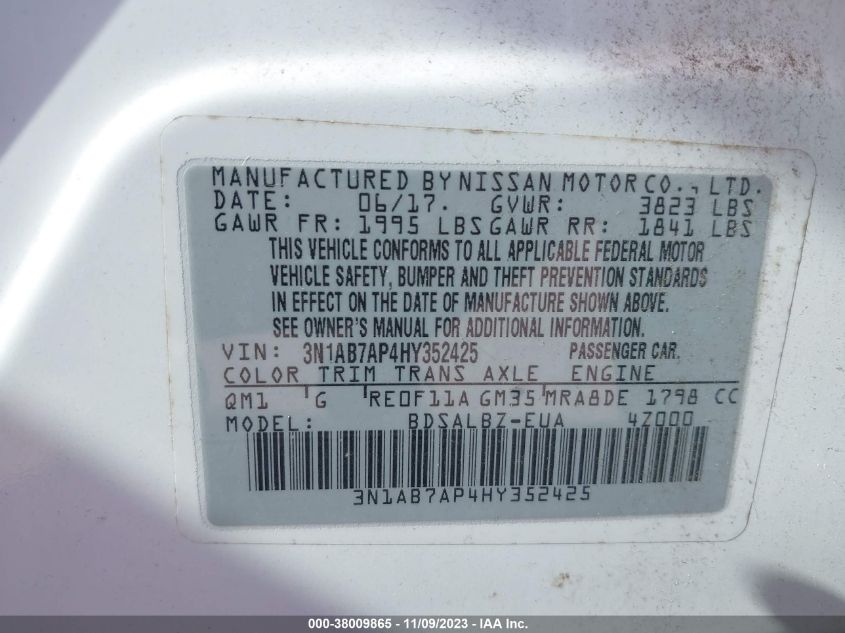 MANUFACTURED BY NISSAN MOTOR CO., LTD.
DATE: 06/17. GVWR: 3823 LBS
GAWR FR: 1995 LBS GAWR RR: 1841 LBS
THIS VEHICLE CONFORMS TO ALL APPLICABLE FEDERAL MOTOR
VEHICLE SAFETY, BUMPER AND THEFT PREVENTION STANDARDS
IN EFFECT ON THE DATE OF MANUFACTURE SHOWN ABOVE.
SEE OWNER'S MANUAL FOR ADDITIONAL INFORMATION.
VIN: 3N1AB7AP4HY352425 PASSENGER CAR.
COLOR TRIM TRANS AXLE ENGINE
QM1 G RE0F11A GM35 MRA8DE 1798 CC
MODEL: BDSALBZ-EUA 4Z000
3N1AB7AP4HY352425
000-38009865 - 11/09/2023 - IAA Inc.